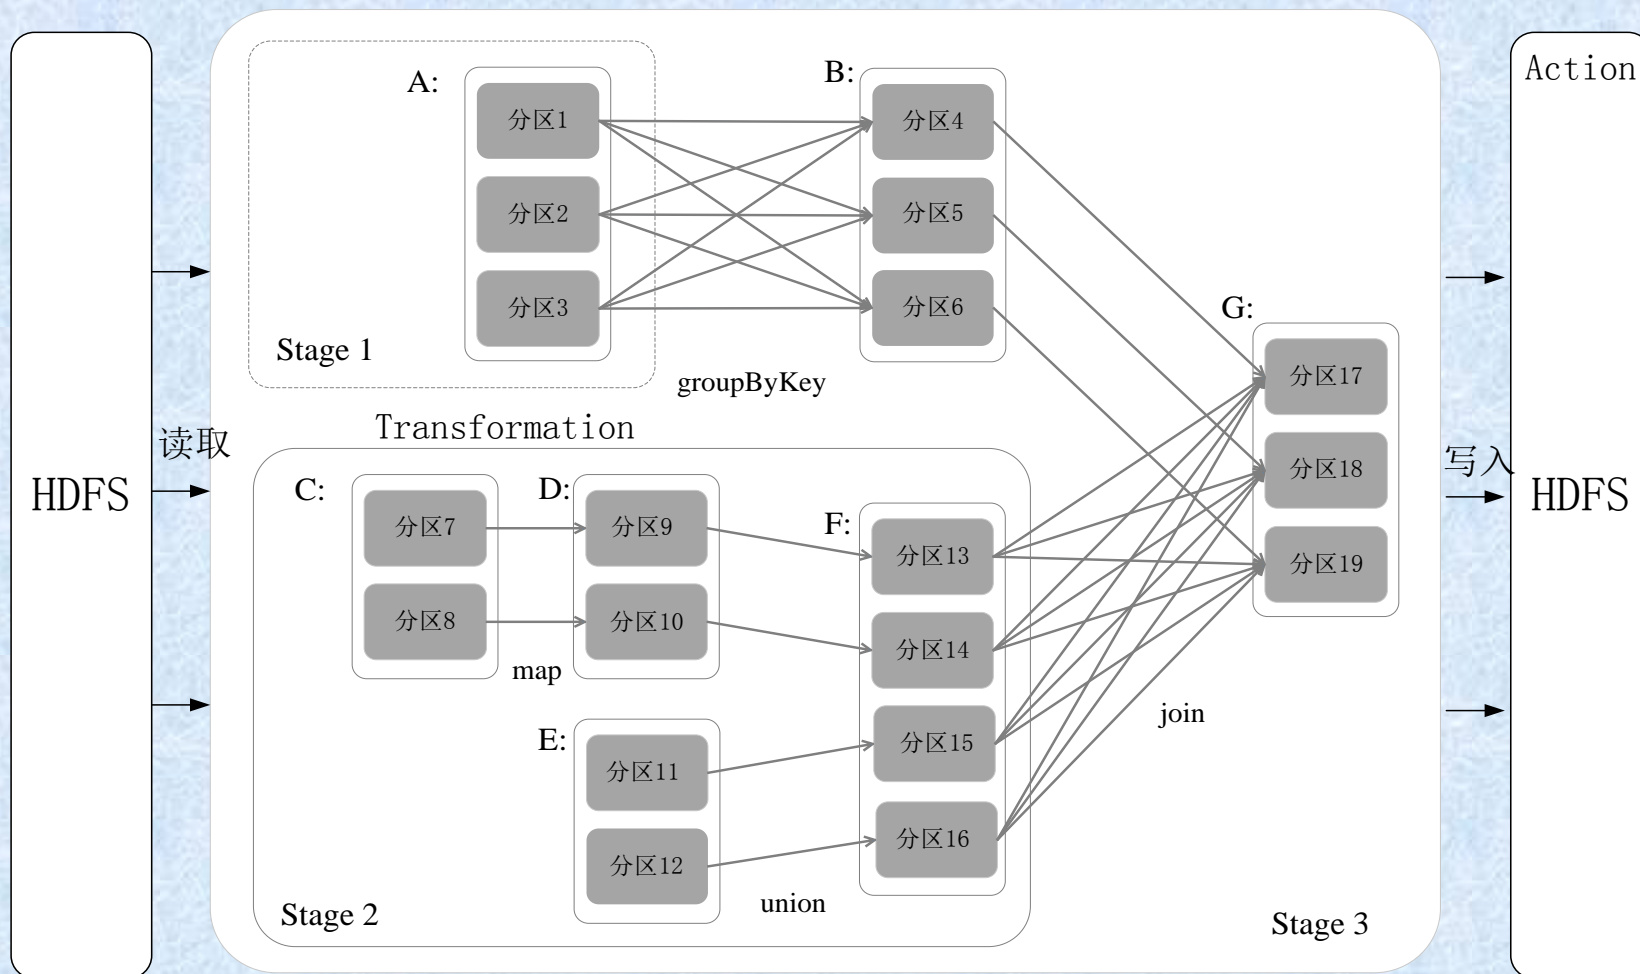 HDFS
读取
A:
分区1
分区2
分区3
Stage 1
groupByKey
B:
分区4
分区5
分区6
Transformation
C:
分区7
分区8
map
D:
分区9
分区10
E:
分区11
分区12
union
F:
分区13
分区14
分区15
分区16
Stage 2
join
G:
分区17
分区18
分区19
Stage 3
写入
Action
HDFS